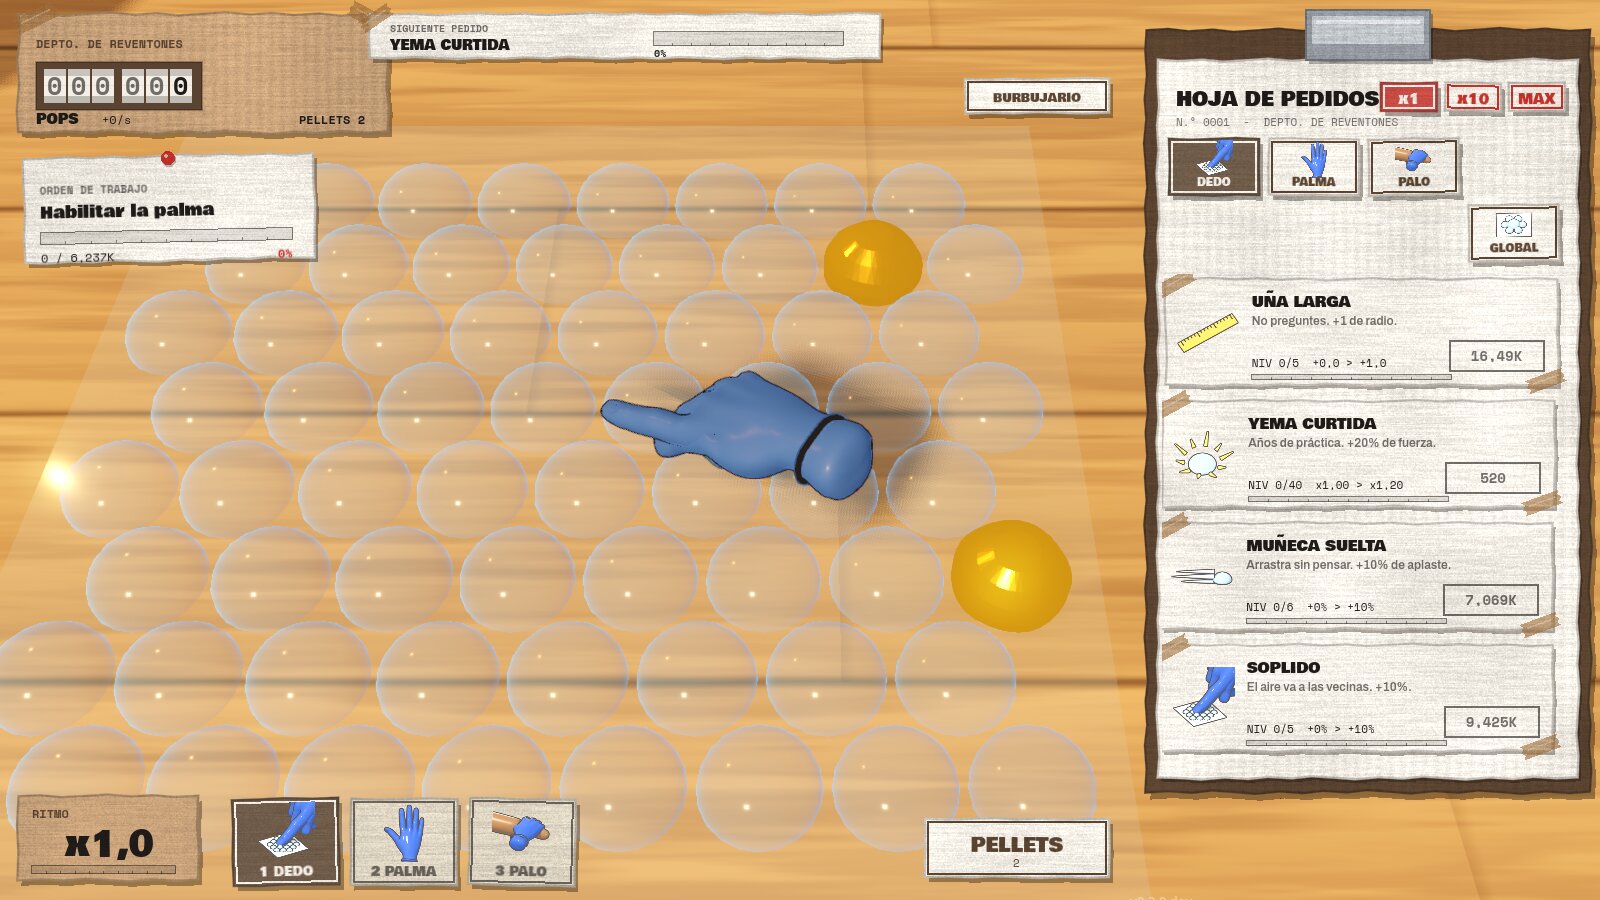 DEPTO. DE REVENTONES
000 000
POPS +0/s PELLETS 2
SIGUIENTE PEDIDO
YEMA CURTIDA
0%
BURBUJARIO
ORDEN DE TRABAJO
Habilitar la palma
0 / 6,237K 0%
HOJA DE PEDIDOS x1 x10 MAX
N.° 0001 - DEPTO. DE REVENTONES
DEDO PALMA PALO
GLOBAL
UÑA LARGA
No preguntes. +1 de radio.
NIV 0/5 +0,0 > +1,0 16,49K
YEMA CURTIDA
Años de práctica. +20% de fuerza.
NIV 0/40 x1,00 > x1,20 520
MUÑECA SUELTA
Arrastra sin pensar. +10% de aplaste.
NIV 0/6 +0% > +10% 7,069K
SOPLIDO
El aire va a las vecinas. +10%.
NIV 0/5 +0% > +10% 9,425K
RITMO
x1,0
1 DEDO 2 PALMA 3 PALO
PELLETS
2